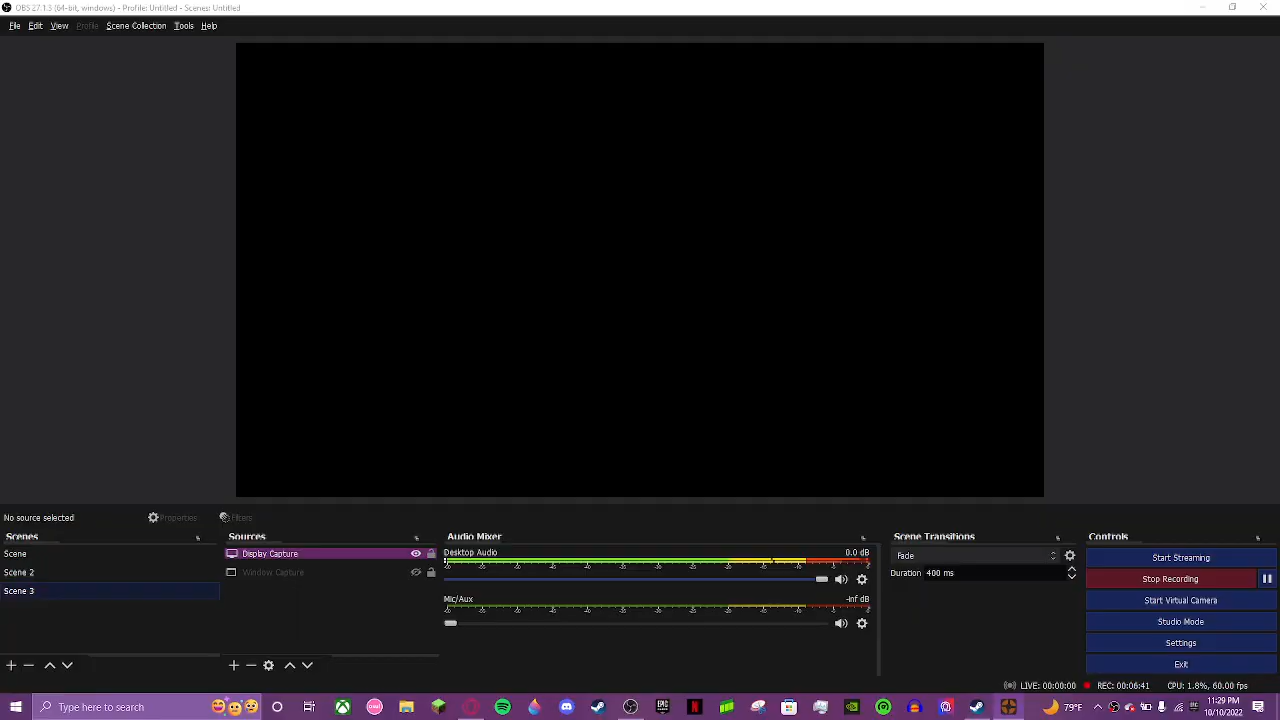 OBS 27.1.3 (64-bit, windows) - Profile: Untitled - Scenes: Untitled
File Edit View Profile Scene Collection Tools Help
No source selected Properties Filters
Scenes
Scene
Scene 2
Scene 3
Sources
Display Capture
Window Capture
Audio Mixer
Desktop Audio 0.0 dB
Mic/Aux -inf dB
Scene Transitions
Fade
Duration 400 ms
Controls
Start Streaming
Stop Recording
Start Virtual Camera
Studio Mode
Settings
Exit
LIVE: 00:00:00 REC: 00:06:41 CPU: 1.8%, 60.00 fps
Type here to search
EPIC
N
79°F
11:29 PM
10/10/2022